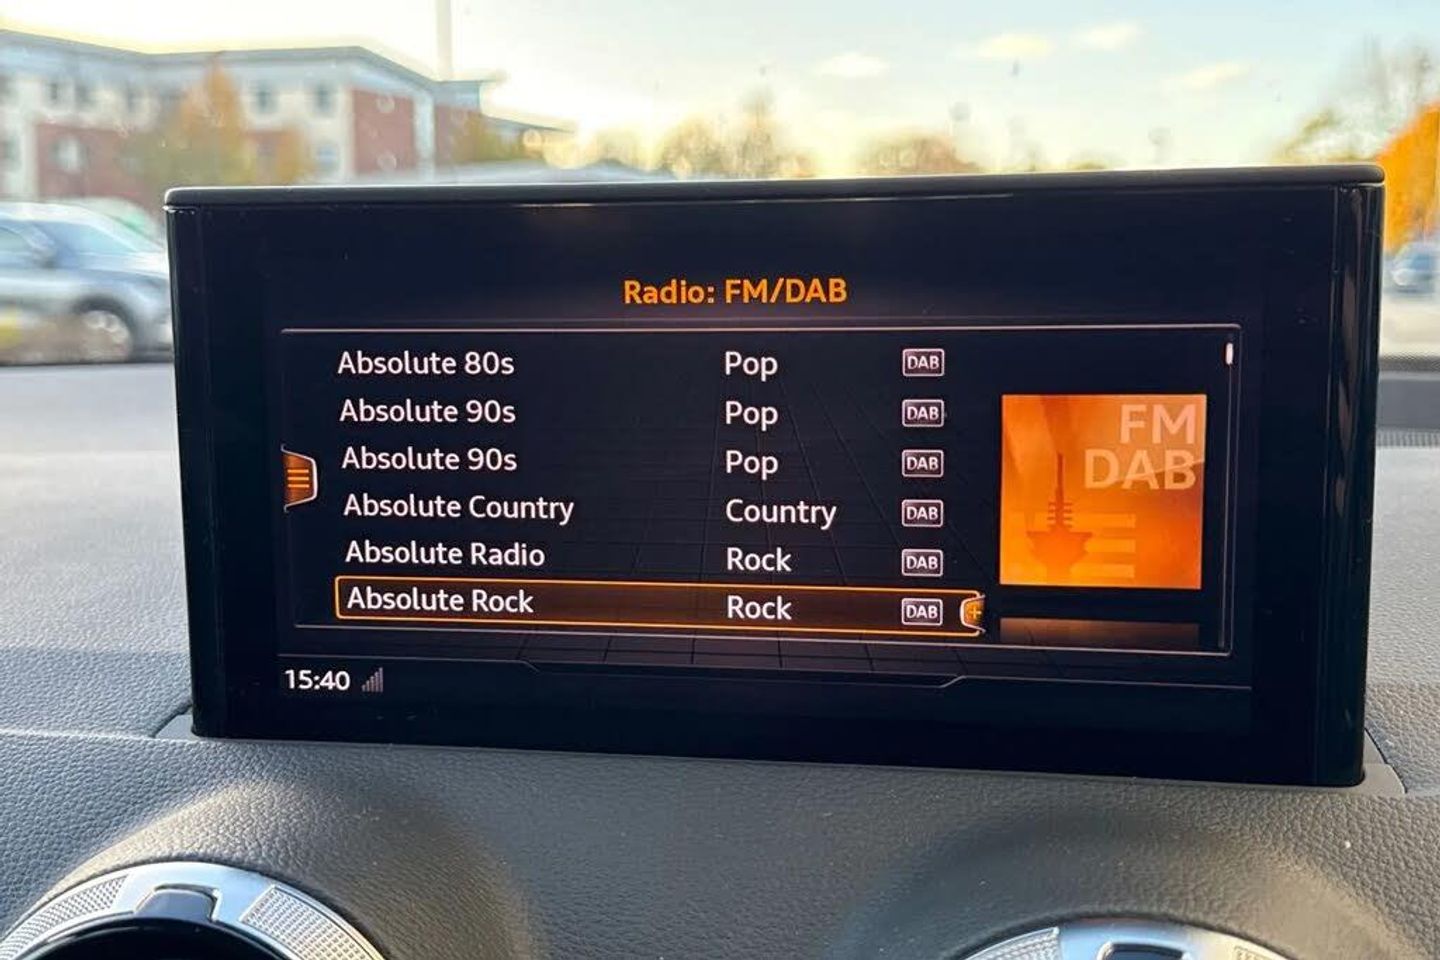 Radio: FM/DAB
Absolute 80s Pop DAB
Absolute 90s Pop DAB
Absolute 90s Pop DAB
Absolute Country Country DAB
Absolute Radio Rock DAB
Absolute Rock Rock DAB
FM
DAB
15:40